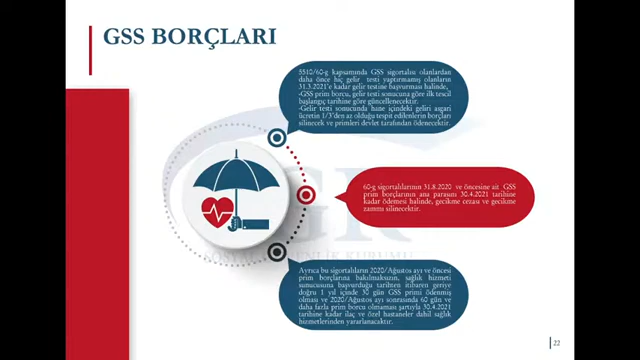 GSS BORÇLARI
5510/60-g kapsamında GSS sigortalısı olanlardan
daha önce hiç gelir testi yaptırmamış olanların
31.3.2021'e kadar gelir testine başvurması halinde,
-GSS prim borcu, gelir testi sonucuna göre ilk tescil
başlangıç tarihine göre güncellenecektir.
-Gelir testi sonucunda hane içindeki geliri asgari
ücretin 1/3'den az olduğu tespit edilenlerin borçları
silinecek ve primleri devlet tarafından ödenecektir.
60-g sigortalılarının 31.8.2020 ve öncesine ait GSS
prim borçlarının ana parasını 30.4.2021 tarihine
kadar ödemesi halinde, gecikme cezası ve gecikme
zammı silinecektir.
Ayrıca bu sigortalıların 2020/Ağustos ayı ve öncesi
prim borçlarına bakılmaksızın, sağlık hizmeti
sunucusuna başvurduğu tarihten itibaren geriye
doğru 1 yıl içinde 30 gün GSS primi ödenmiş
olması ve 2020/Ağustos ayı sonrasında 60 gün ve
daha fazla prim borcu olmaması şartıyla 30.4.2021
tarihine kadar ilaç ve özel hastaneler dahil sağlık
hizmetlerinden yararlanacaktır.
22